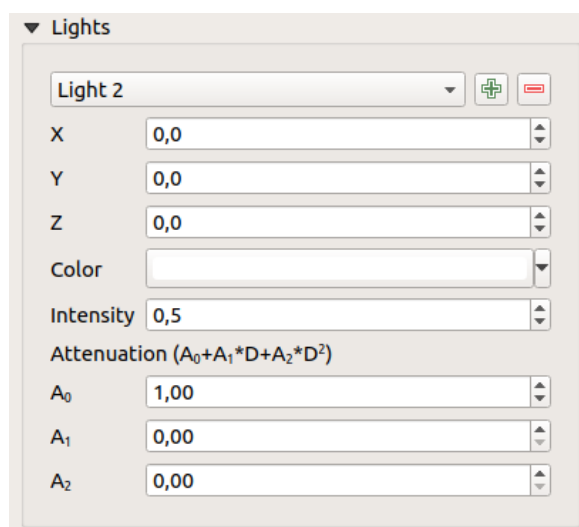 Lights
Light 2
X 0,0
Y 0,0
Z 0,0
Color
Intensity 0,5
Attenuation (A₀+A₁*D+A₂*D²)
A₀ 1,00
A₁ 0,00
A₂ 0,00